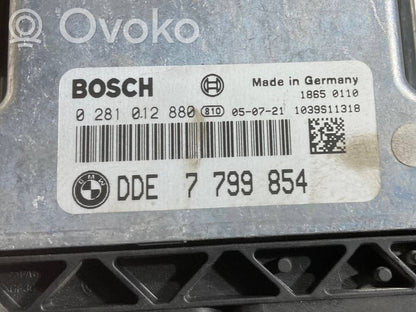 Ovoko
BOSCH
Made in Germany
1865 0110
0 281 012 880 810 05-07-21 1039S11318
BMW
DDE 7 799 854